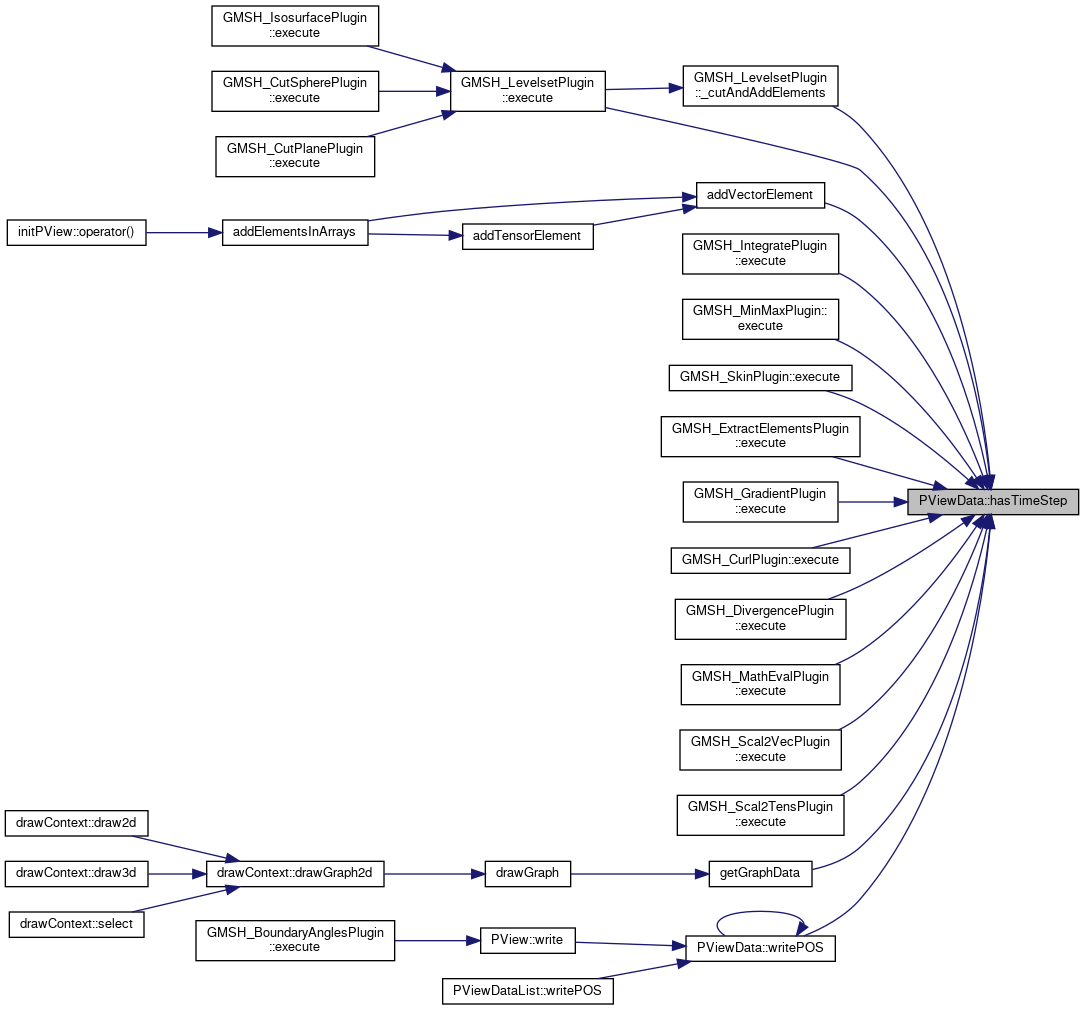 GMSH_IsosurfacePlugin
::execute
GMSH_CutSpherePlugin
::execute
GMSH_CutPlanePlugin
::execute
GMSH_LevelsetPlugin
::execute
GMSH_LevelsetPlugin
::_cutAndAddElements
addVectorElement
initPView::operator()
addElementsInArrays
addTensorElement
GMSH_IntegratePlugin
::execute
GMSH_MinMaxPlugin::
execute
GMSH_SkinPlugin::execute
GMSH_ExtractElementsPlugin
::execute
GMSH_GradientPlugin
::execute
PViewData::hasTimeStep
GMSH_CurlPlugin::execute
GMSH_DivergencePlugin
::execute
GMSH_MathEvalPlugin
::execute
GMSH_Scal2VecPlugin
::execute
GMSH_Scal2TensPlugin
::execute
drawContext::draw2d
drawContext::draw3d
drawContext::select
drawContext::drawGraph2d
drawGraph
getGraphData
GMSH_BoundaryAnglesPlugin
::execute
PView::write
PViewData::writePOS
PViewDataList::writePOS